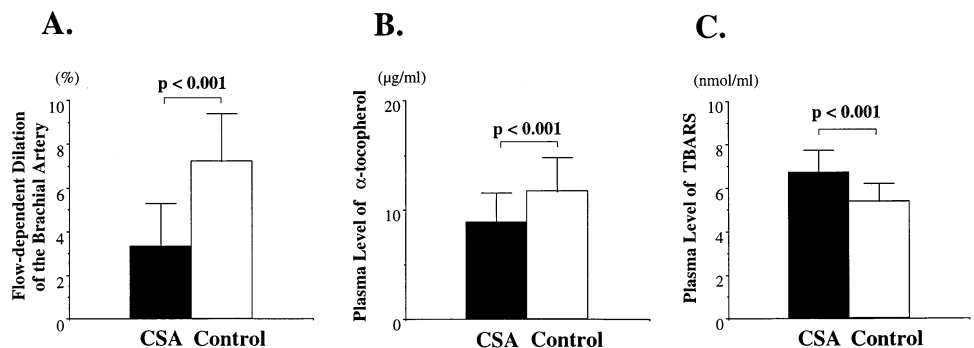 A.
(%)
p < 0.001
Flow-dependent Dilation
of the Brachial Artery
10
8
6
4
2
0
CSA Control
B.
(μg/ml)
p < 0.001
Plasma Level of α-tocopherol
20
10
0
CSA Control
C.
(nmol/ml)
p < 0.001
Plasma Level of TBARS
10
8
6
4
2
0
CSA Control